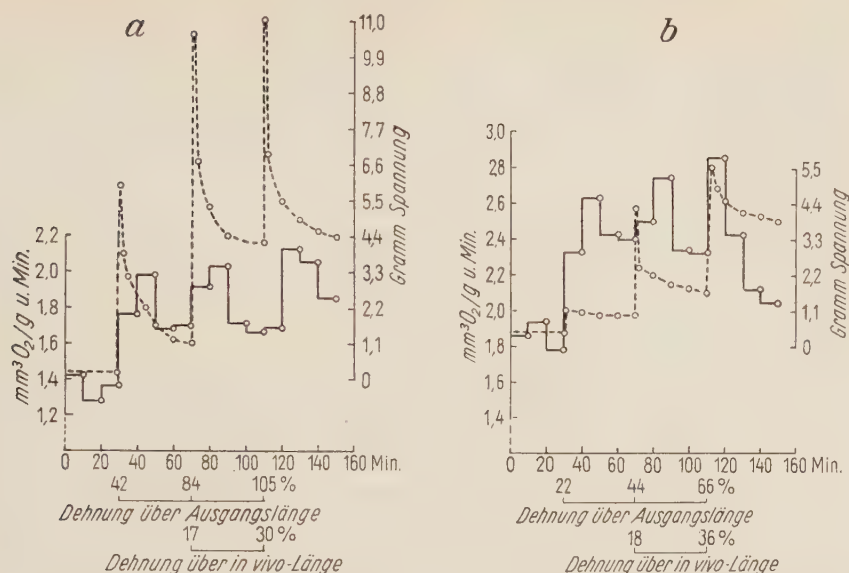 a
mm³O₂/g u. Min.
2,2
2,0
1,8
1,6
1,4
1,2
11,0
9,9
8,8
7,7
6,6
5,5
4,4
3,3
2,2
1,1
0
Gramm Spannung
0 20 40 60 80 100 120 140 160 Min.
42 84 105 %
Dehnung über Ausgangslänge
17 30 %
Dehnung über in vivo-Länge
b
mm³O₂/g u. Min.
3,0
2,8
2,6
2,4
2,2
2,0
1,8
1,6
1,4
5,5
4,4
3,3
2,2
1,1
0
Gramm Spannung
0 20 40 60 80 100 120 140 160 Min.
22 44 66 %
Dehnung über Ausgangslänge
18 36 %
Dehnung über in vivo-Länge